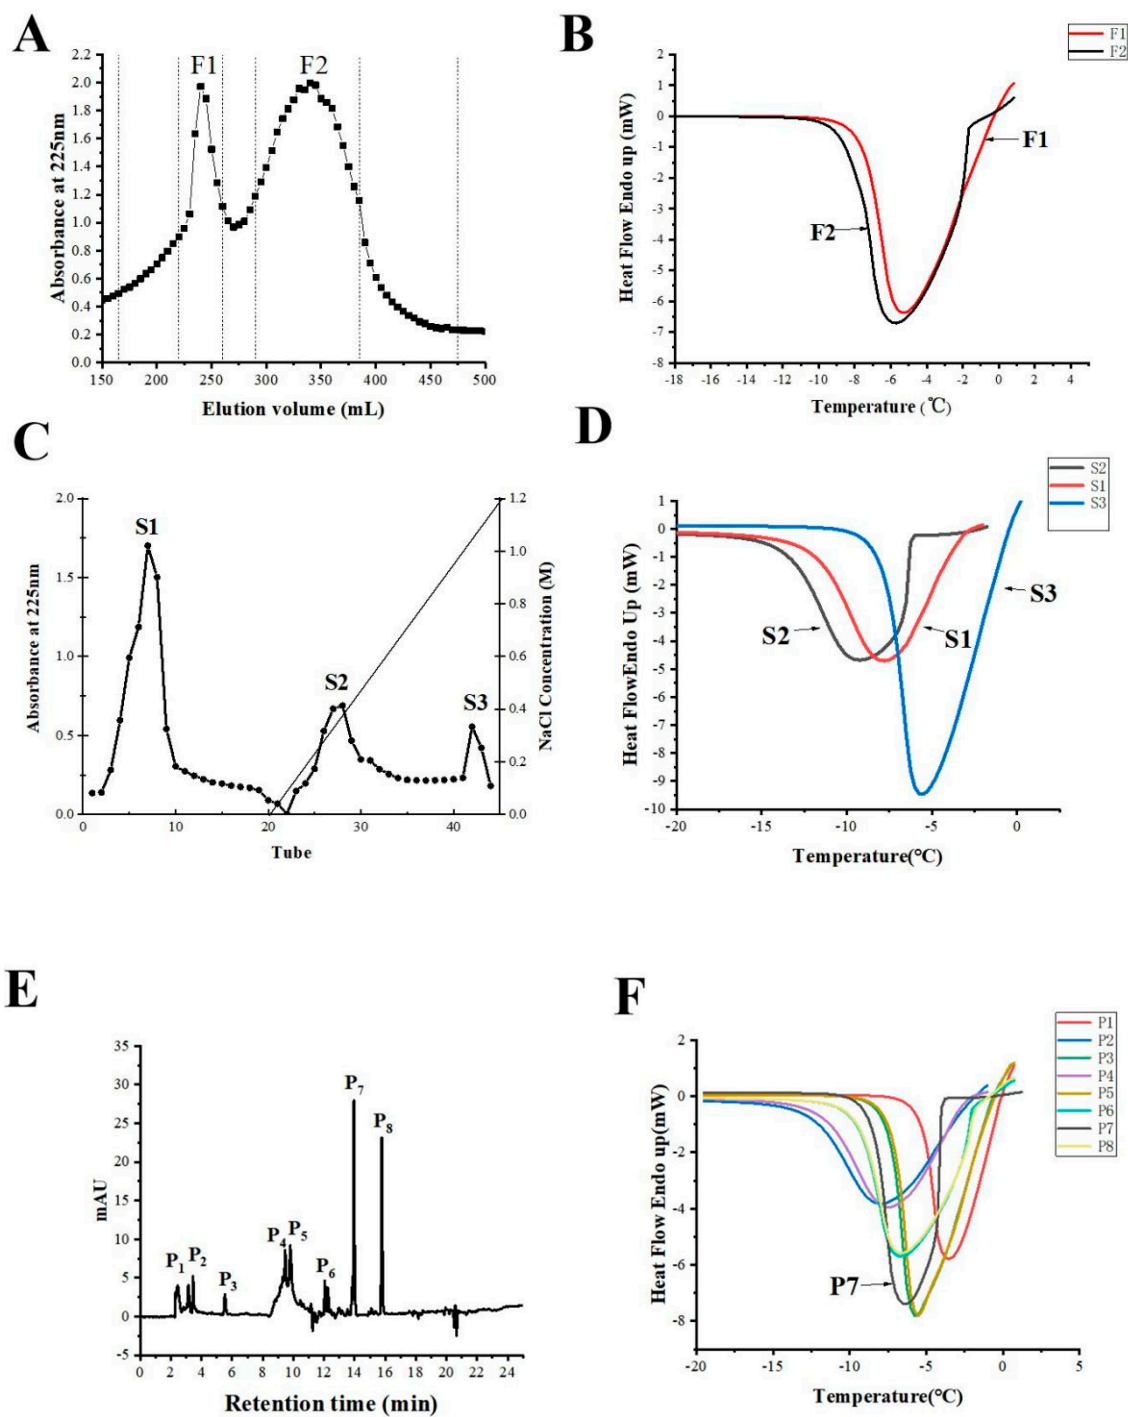 A
2.2
2.0
1.8
1.6
1.4
1.2
1.0
0.8
0.6
0.4
0.2
0.0
F1
F2
150 200 250 300 350 400 450 500
Absorbance at 225nm
Elution volume (mL)
B
F1
F2
2
1
0
-1
-2
-3
-4
-5
-6
-7
-8
F1
F2
-18 -16 -14 -12 -10 -8 -6 -4 -2 0 2 4
Heat Flow Endo up (mW)
Temperature (℃)
C
2.0
1.5
1.0
0.5
0.0
S1
S2
S3
1.2
1.0
0.8
0.6
0.4
0.2
0.0
0 10 20 30 40
Absorbance at 225nm
NaCl Concentration (M)
Tube
D
S2
S1
S3
1
0
-1
-2
-3
-4
-5
-6
-7
-8
-9
-10
S2
S1
S3
-20 -15 -10 -5 0
Heat FlowEndo Up (mW)
Temperature(°C)
E
35
30
25
20
15
10
5
0
-5
P1
P2
P3
P4
P5
P6
P7
P8
0 2 4 6 8 10 12 14 16 18 20 22 24
mAU
Retention time (min)
F
P1
P2
P3
P4
P5
P6
P7
P8
2
0
-2
-4
-6
-8
P7
-20 -15 -10 -5 0 5
Heat Flow Endo up(mW)
Temperature(°C)